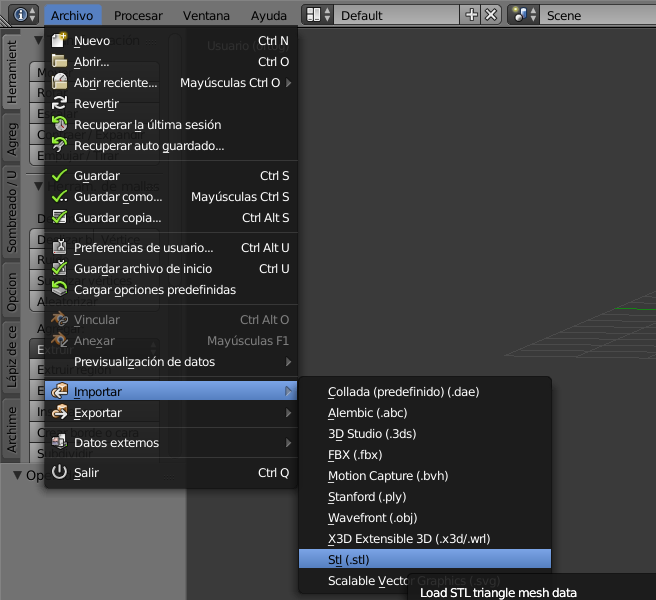 Archivo Procesar Ventana Ayuda Default Scene
Nuevo Ctrl N
Abrir... Ctrl O
Abrir reciente... Mayúsculas Ctrl O
Revertir
Recuperar la última sesión
Recuperar auto guardado...
Guardar Ctrl S
Guardar como... Mayúsculas Ctrl S
Guardar copia... Ctrl Alt S
Preferencias de usuario... Ctrl Alt U
Guardar archivo de inicio Ctrl U
Cargar opciones predefinidas
Vincular Ctrl Alt O
Anexar Mayúsculas F1
Previsualización de datos
Importar
Exportar
Datos externos
Salir Ctrl Q
Collada (predefinido) (.dae)
Alembic (.abc)
3D Studio (.3ds)
FBX (.fbx)
Motion Capture (.bvh)
Stanford (.ply)
Wavefront (.obj)
X3D Extensible 3D (.x3d/.wrl)
Stl (.stl)
Scalable Vector Graphics (.svg)
Load STL triangle mesh data
Herramient
Agreg
Sombreado / U
Opcion
Lápiz de ce
Archime